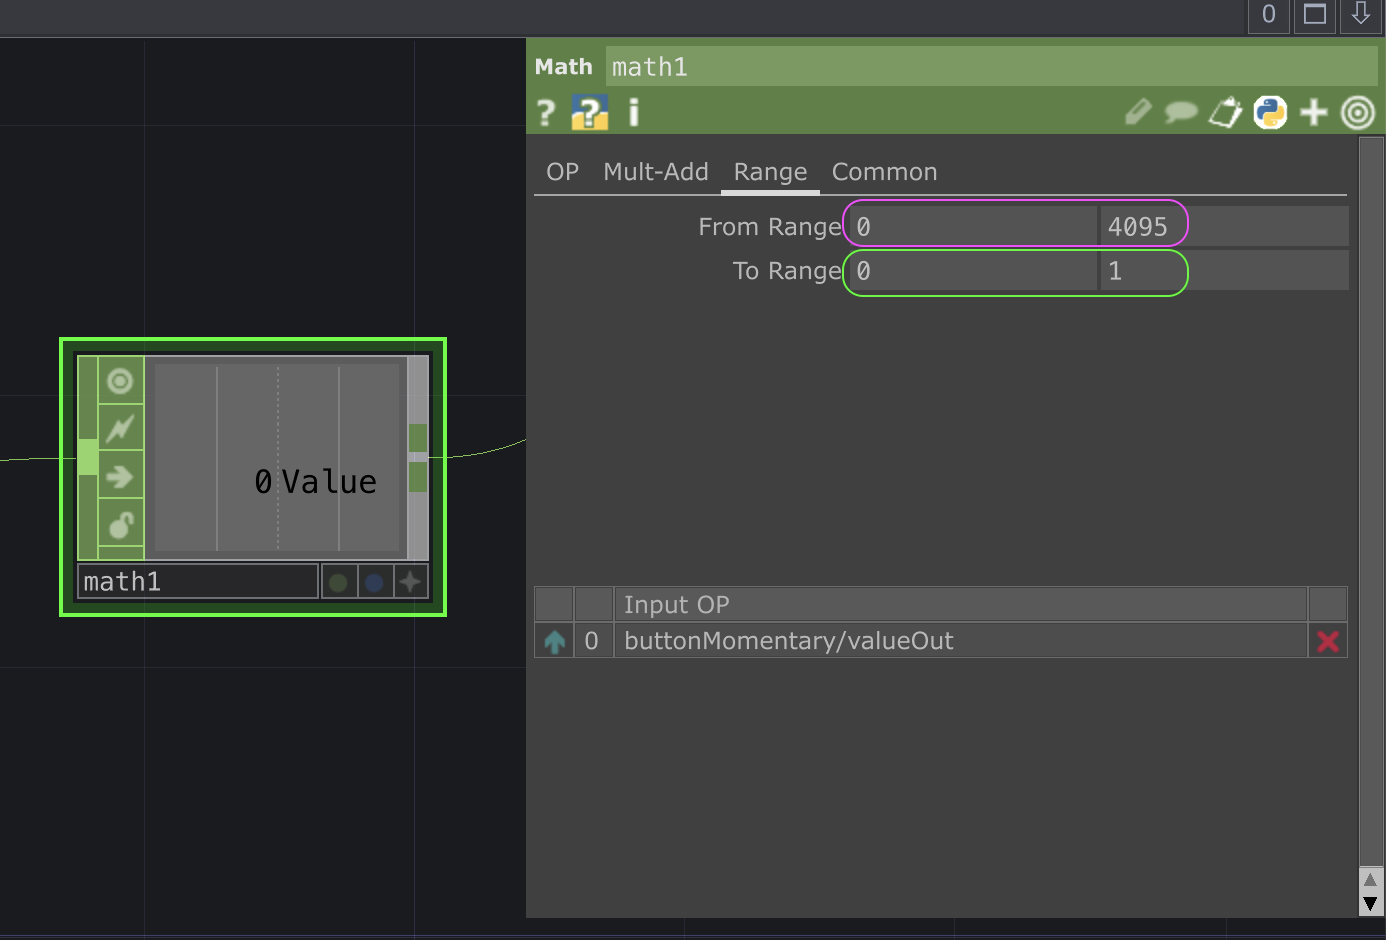 0
Math math1
? ? i
OP Mult-Add Range Common
From Range 0 4095
To Range 0 1
0 Value
math1
Input OP
0 buttonMomentary/valueOut